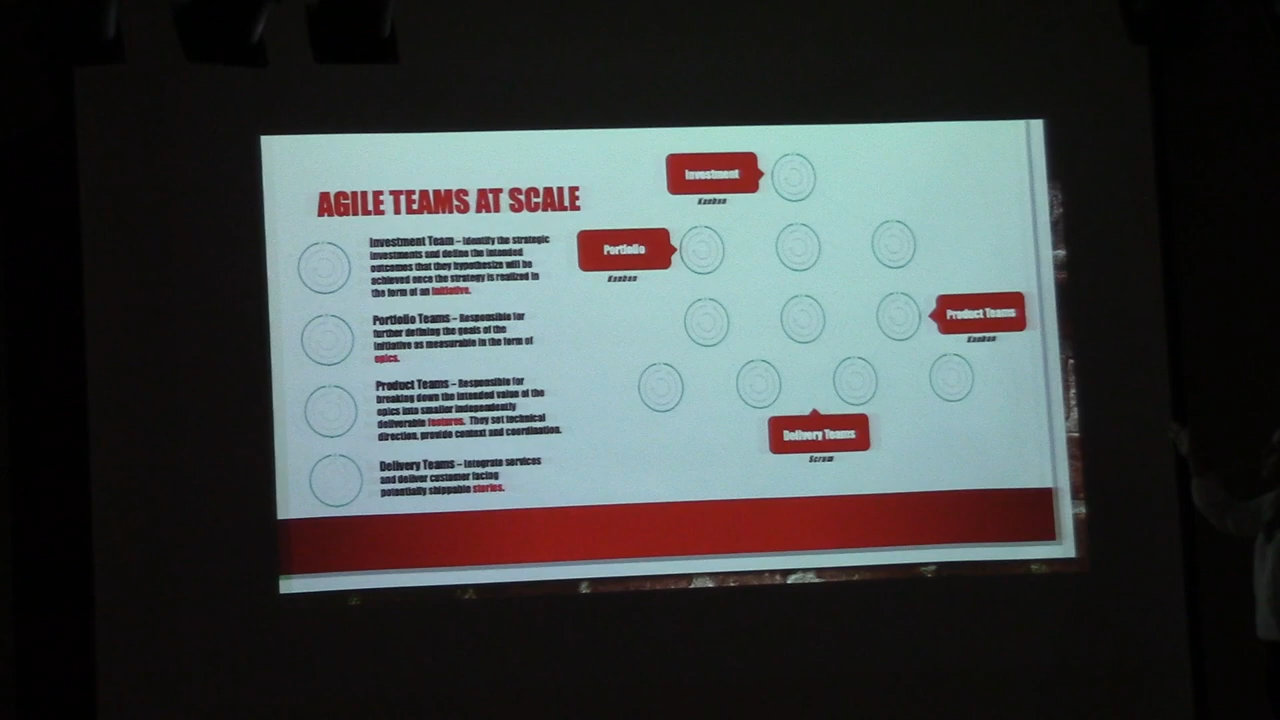 AGILE TEAMS AT SCALE
Investment Team – Identify the strategic
investments and define the intended
outcomes that they hypothesize will be
achieved once the strategy is realized in
the form of an initiative.
Portfolio Teams – Responsible for
further defining the goals of the
initiative as measurable in the form of
epics.
Product Teams – Responsible for
breaking down the intended value of the
epics into smaller independently
deliverable features. They set technical
direction, provide context and coordination.
Delivery Teams – Integrate services
and deliver customer facing
potentially shippable stories.
Investment
Kanban
Portfolio
Kanban
Product Teams
Kanban
Delivery Teams
Scrum